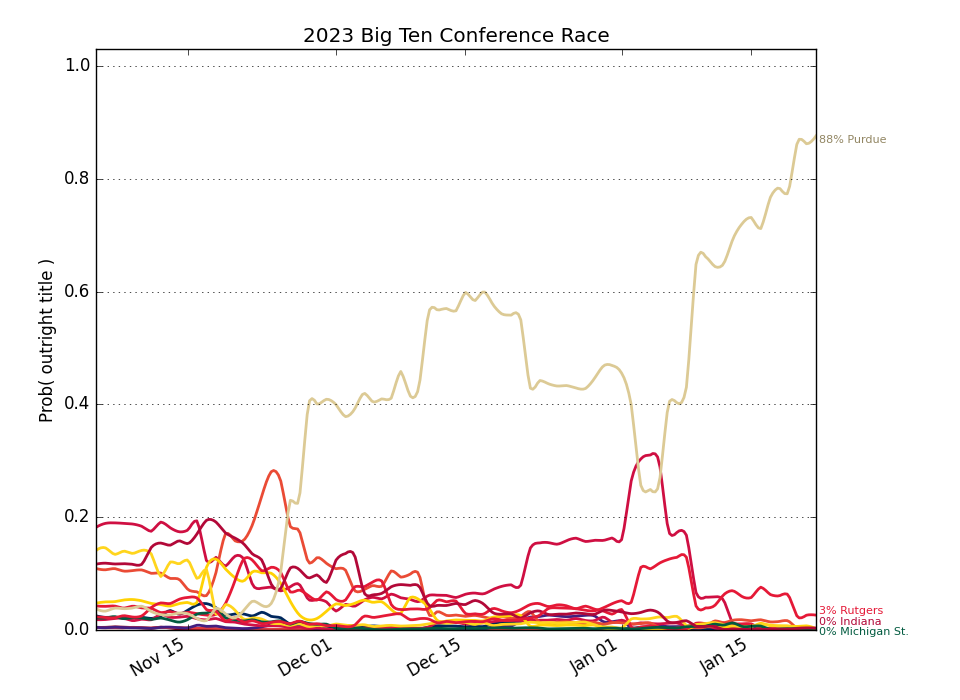 2023 Big Ten Conference Race
Prob( outright title )
1.0
0.8
0.6
0.4
0.2
0.0
Nov 15
Dec 01
Dec 15
Jan 01
Jan 15
88% Purdue
3% Rutgers
0% Indiana
0% Michigan St.